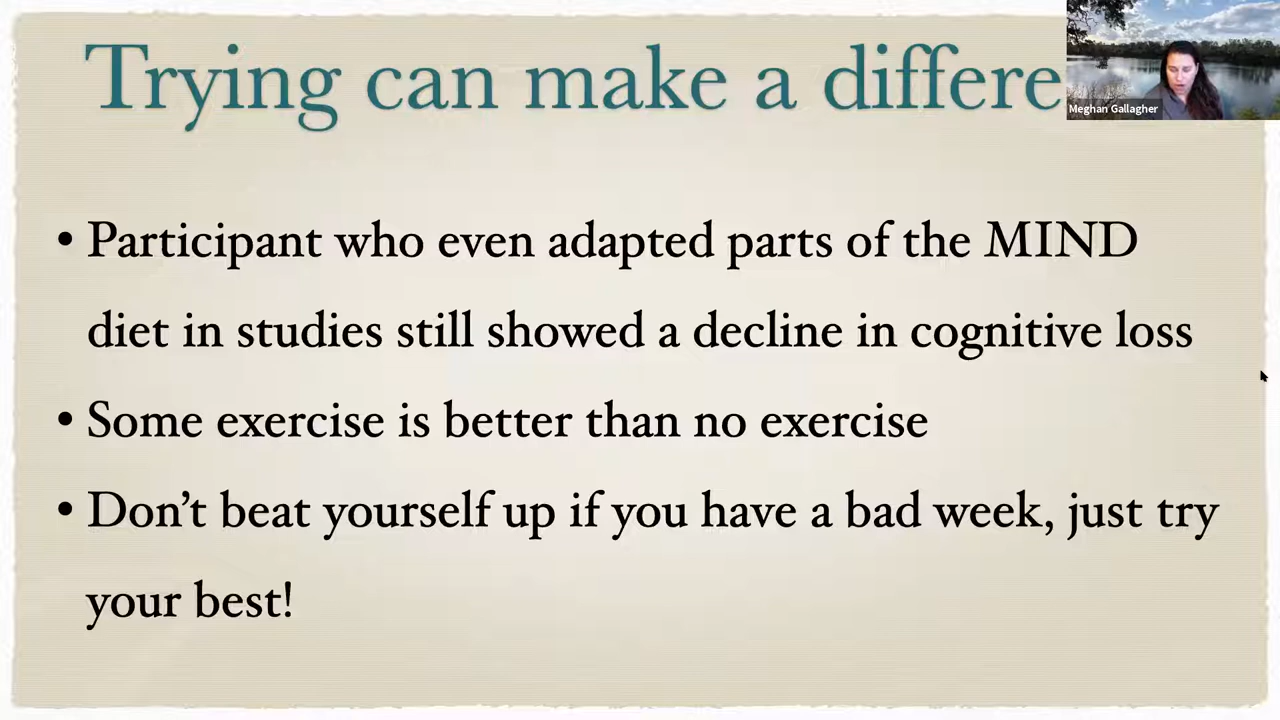 Trying can make a differe
Meghan Gallagher
• Participant who even adapted parts of the MIND
diet in studies still showed a decline in cognitive loss
• Some exercise is better than no exercise
• Don’t beat yourself up if you have a bad week, just try
your best!